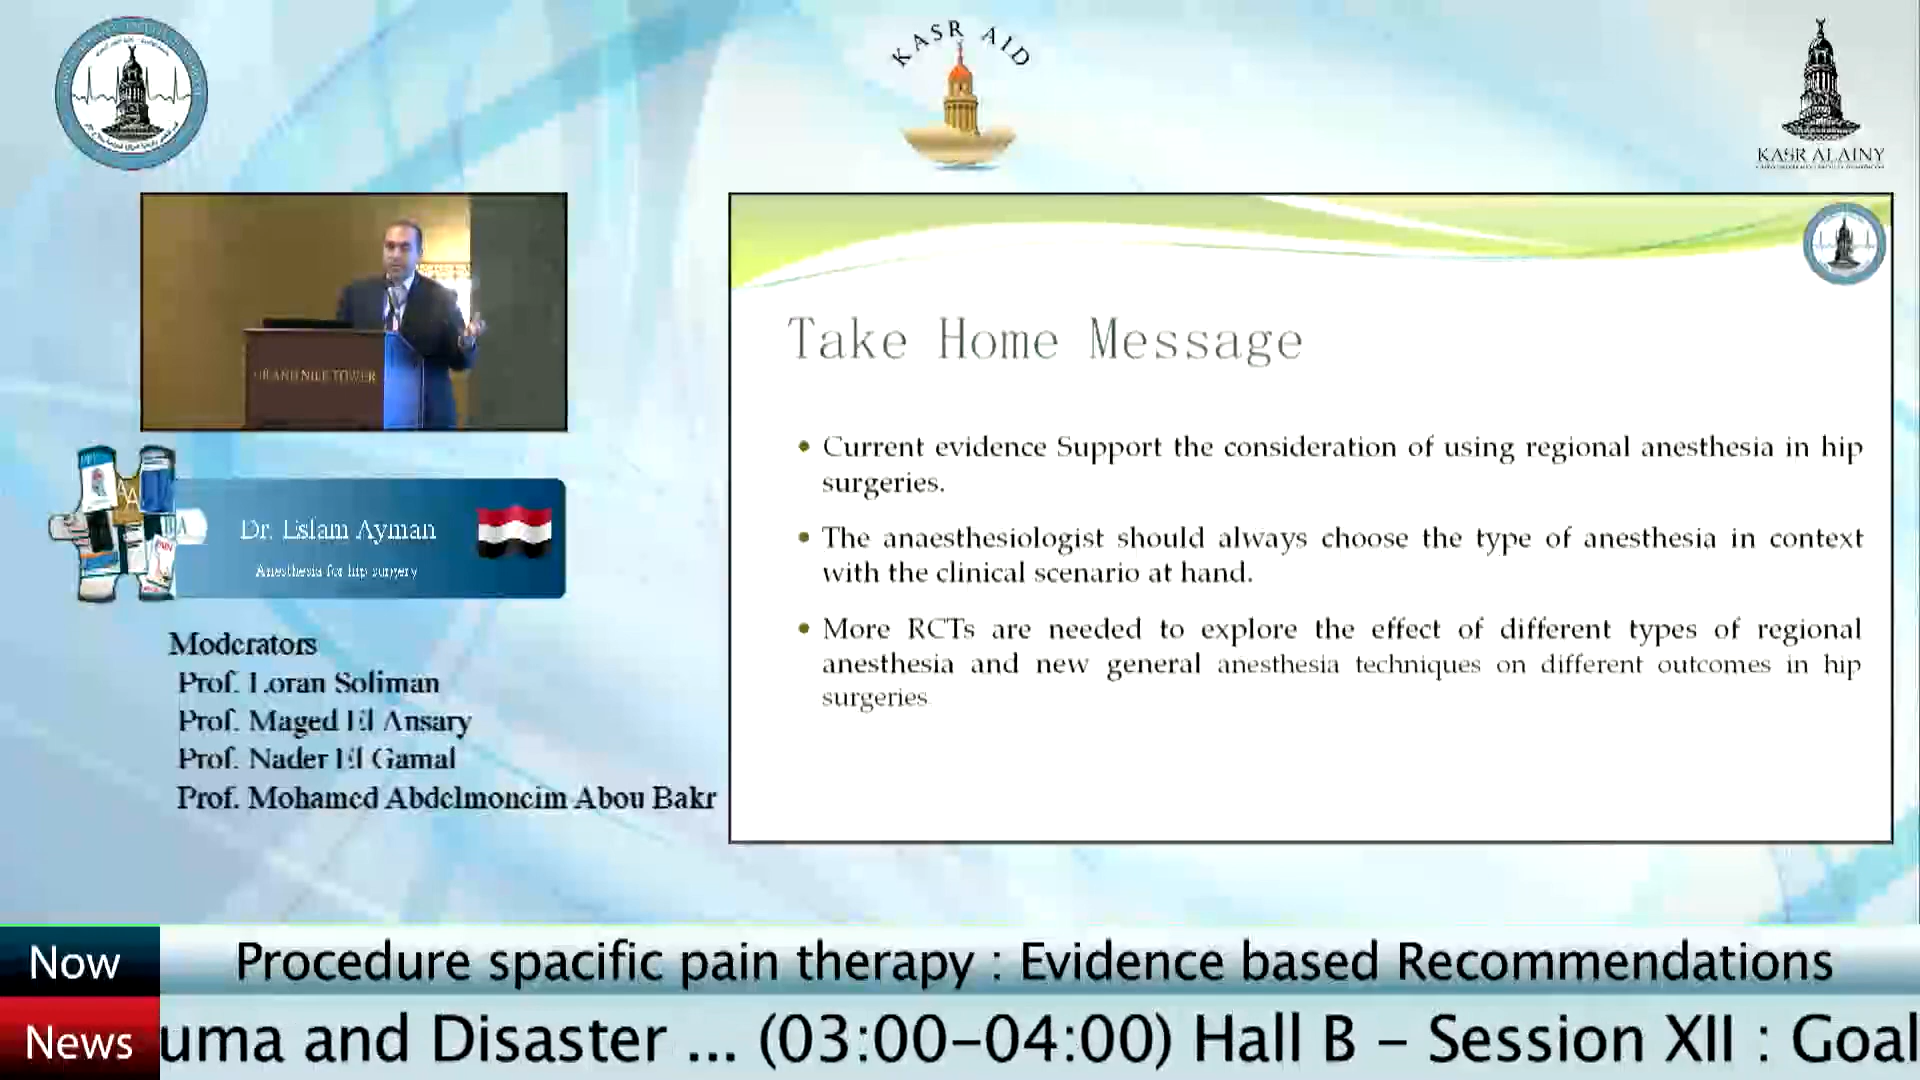 KASR AID
KASR ALAINY
GRAND NILE TOWER
Take Home Message
• Current evidence Support the consideration of using regional anesthesia in hip
surgeries.
• The anaesthesiologist should always choose the type of anesthesia in context
with the clinical scenario at hand.
• More RCTs are needed to explore the effect of different types of regional
anesthesia and new general anesthesia techniques on different outcomes in hip
surgeries
Dr. Eslam Ayman
Anesthesia for hip surgery
Moderators
Prof. Loran Soliman
Prof. Maged El Ansary
Prof. Nader El Gamal
Prof. Mohamed Abdelmoneim Abou Bakr
Now
Procedure spacific pain therapy : Evidence based Recommendations
News
uma and Disaster ... (03:00-04:00) Hall B - Session XII : Goal